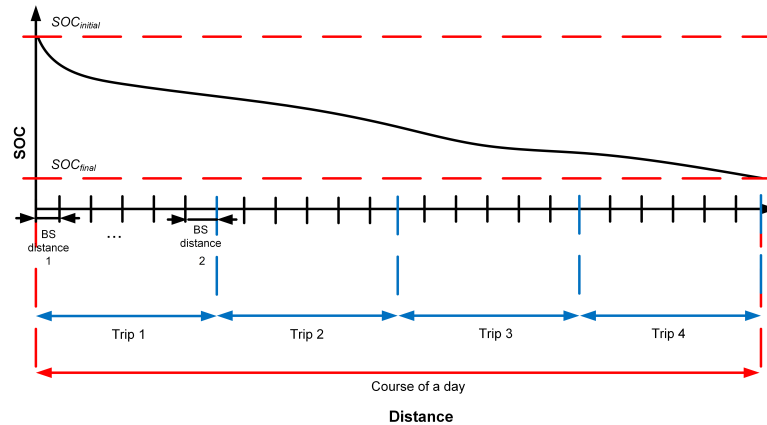 SOCinitial
SOC
SOCfinal
BS
distance
1
...
BS
distance
2
Trip 1
Trip 2
Trip 3
Trip 4
Course of a day
Distance